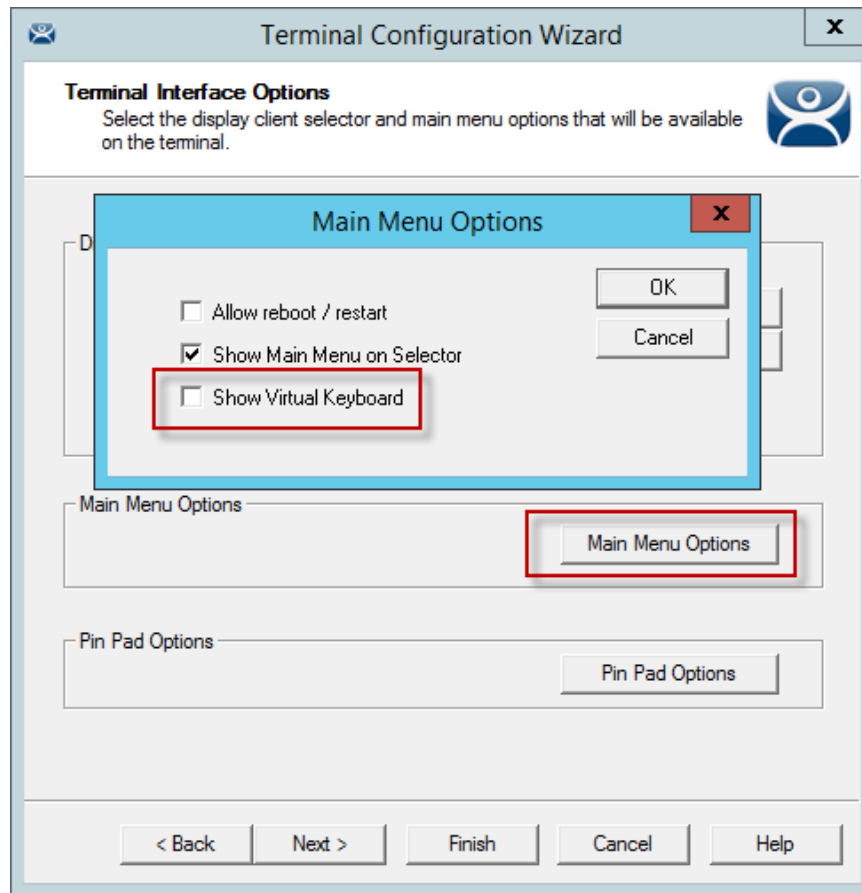 Terminal Configuration Wizard
x
Terminal Interface Options
Select the display client selector and main menu options that will be available
on the terminal.
Main Menu Options
x
D
OK
Allow reboot / restart
Cancel
Show Main Menu on Selector
Show Virtual Keyboard
Main Menu Options
Main Menu Options
Pin Pad Options
Pin Pad Options
< Back
Next >
Finish
Cancel
Help